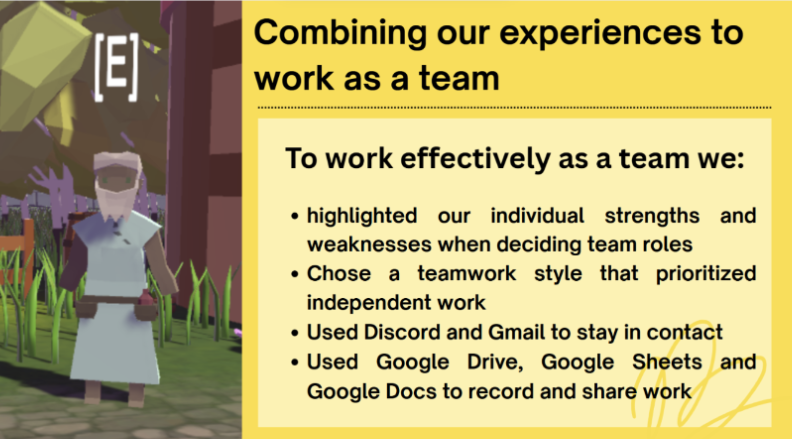 [E]
Combining our experiences to
work as a team
To work effectively as a team we:
• highlighted our individual strengths and
weaknesses when deciding team roles
• Chose a teamwork style that prioritized
independent work
• Used Discord and Gmail to stay in contact
• Used Google Drive, Google Sheets and
Google Docs to record and share work